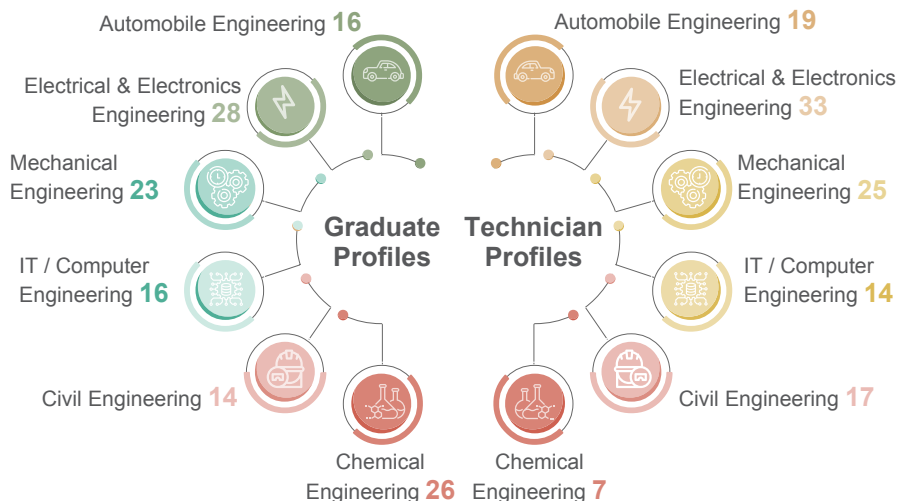 Automobile Engineering 16
Electrical & Electronics
Engineering 28
Mechanical
Engineering 23
IT / Computer
Engineering 16
Civil Engineering 14
Chemical
Engineering 26
Graduate
Profiles
Technician
Profiles
Automobile Engineering 19
Electrical & Electronics
Engineering 33
Mechanical
Engineering 25
IT / Computer
Engineering 14
Civil Engineering 17
Chemical
Engineering 7